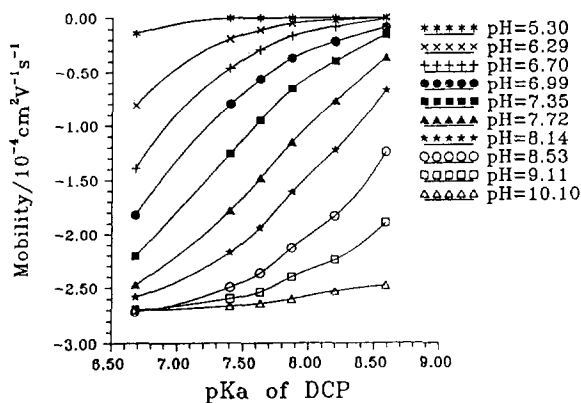 Mobility/10⁻⁴cm²V⁻¹s⁻¹
-0.00
-0.50
-1.00
-1.50
-2.00
-2.50
-3.00
6.50 7.00 7.50 8.00 8.50 9.00
pKa of DCP
pH=5.30
pH=6.29
pH=6.70
pH=6.99
pH=7.35
pH=7.72
pH=8.14
pH=8.53
pH=9.11
pH=10.10